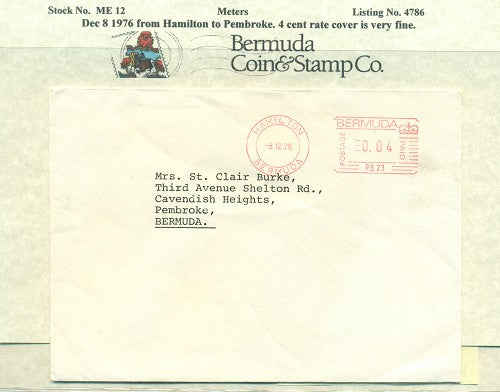 Stock No. ME 12 Meters Listing No. 4786
Dec 8 1976 from Hamilton to Pembroke. 4 cent rate cover is very fine.
Bermuda
Coin&Stamp Co.
HAMILTON
-8.12.76
BERMUDA
BERMUDA
POSTAGE
0.04
PAID
PB 73
Mrs. St. Clair Burke,
Third Avenue Shelton Rd.,
Cavendish Heights,
Pembroke,
BERMUDA.